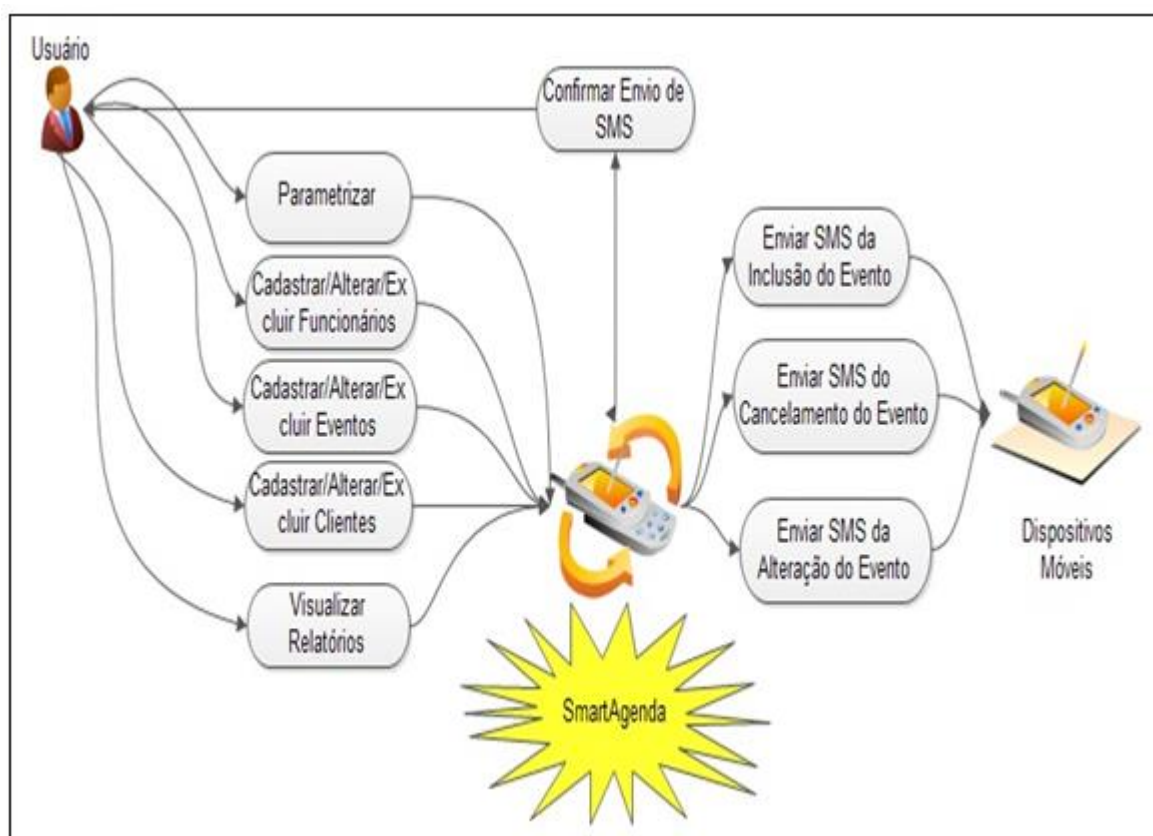 Usuário
Confirmar Envio de
SMS
Parametrizar
Cadastrar/Alterar/Ex
cluir Funcionários
Cadastrar/Alterar/Ex
cluir Eventos
Cadastrar/Alterar/Ex
cluir Clientes
Visualizar
Relatórios
Enviar SMS da
Inclusão do Evento
Enviar SMS do
Cancelamento do Evento
Enviar SMS da
Alteração do Evento
Dispositivos
Móveis
SmartAgenda